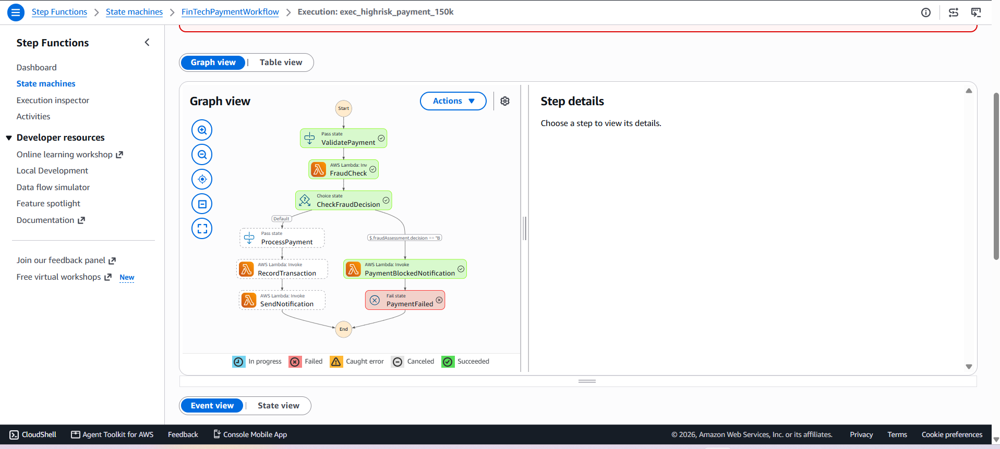 Step Functions
State machines
FinTechPaymentWorkflow
Execution: exec_highrisk_payment_150k
Step Functions
Dashboard
State machines
Execution inspector
Activities
Developer resources
Online learning workshop
Local Development
Data flow simulator
Feature spotlight
Documentation
Join our feedback panel
Free virtual workshops New
Graph view | Table view
Graph view
Actions
Start
Pass state
ValidatePayment
AWS Lambda: Inv
FraudCheck
Choice state
CheckFraudDecision
Default
Pass state
ProcessPayment
$.fraudAssessment.decision == "B
AWS Lambda: Invoke
RecordTransaction
AWS Lambda: Invoke
PaymentBlockedNotification
AWS Lambda: Invoke
SendNotification
Fail state
PaymentFailed
End
In progress
Failed
Caught error
Canceled
Succeeded
Step details
Choose a step to view its details.
Event view | State view
CloudShell
Agent Toolkit for AWS
Feedback
Console Mobile App
© 2026, Amazon Web Services, Inc. or its affiliates.
Privacy
Terms
Cookie preferences